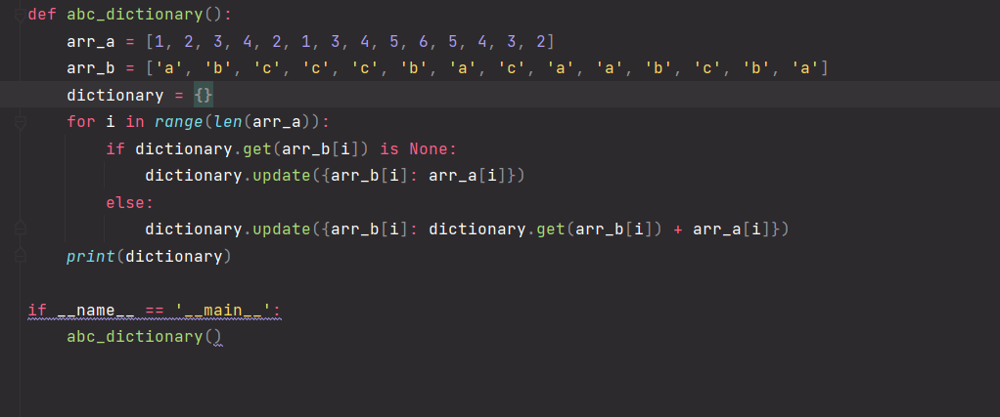 def abc_dictionary():
    arr_a = [1, 2, 3, 4, 2, 1, 3, 4, 5, 6, 5, 4, 3, 2]
    arr_b = ['a', 'b', 'c', 'c', 'c', 'b', 'a', 'c', 'a', 'a', 'b', 'c', 'b', 'a']
    dictionary = {}
    for i in range(len(arr_a)):
        if dictionary.get(arr_b[i]) is None:
            dictionary.update({arr_b[i]: arr_a[i]})
        else:
            dictionary.update({arr_b[i]: dictionary.get(arr_b[i]) + arr_a[i]})
    print(dictionary)

if __name__ == '__main__':
    abc_dictionary()